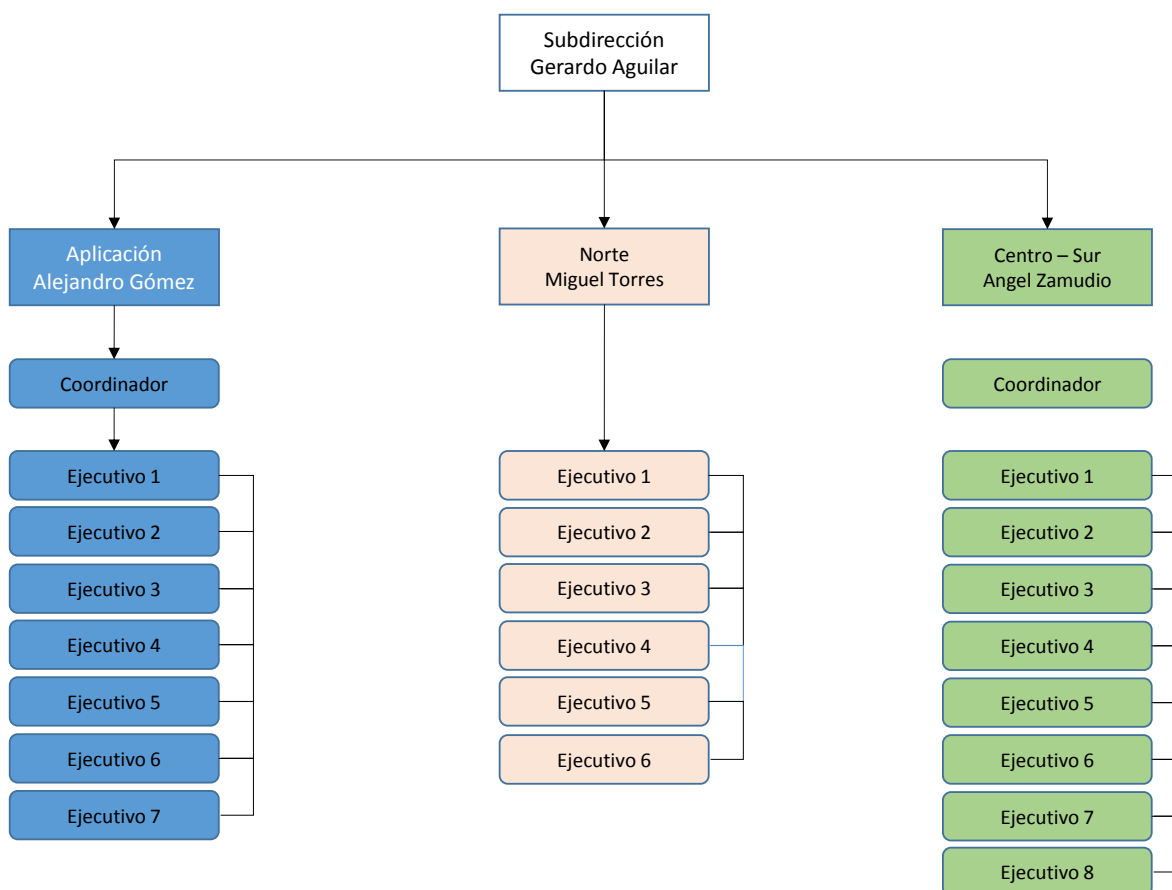 Subdirección
Gerardo Aguilar
Aplicación
Alejandro Gómez
Norte
Miguel Torres
Centro – Sur
Angel Zamudio
Coordinador
Coordinador
Ejecutivo 1
Ejecutivo 1
Ejecutivo 1
Ejecutivo 2
Ejecutivo 2
Ejecutivo 2
Ejecutivo 3
Ejecutivo 3
Ejecutivo 3
Ejecutivo 4
Ejecutivo 4
Ejecutivo 4
Ejecutivo 5
Ejecutivo 5
Ejecutivo 5
Ejecutivo 6
Ejecutivo 6
Ejecutivo 6
Ejecutivo 7
Ejecutivo 7
Ejecutivo 8